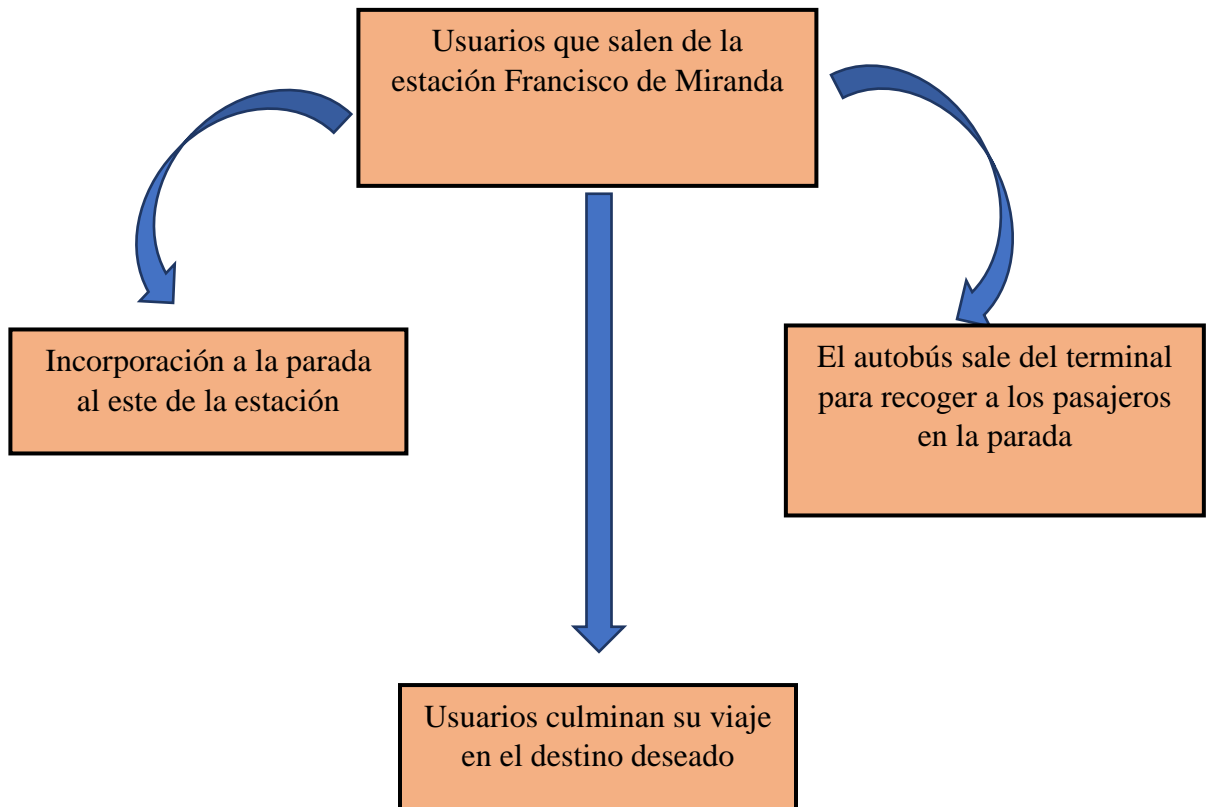 Usuarios que salen de la
estación Francisco de Miranda
Incorporación a la parada
al este de la estación
El autobús sale del terminal
para recoger a los pasajeros
en la parada
Usuarios culminan su viaje
en el destino deseado